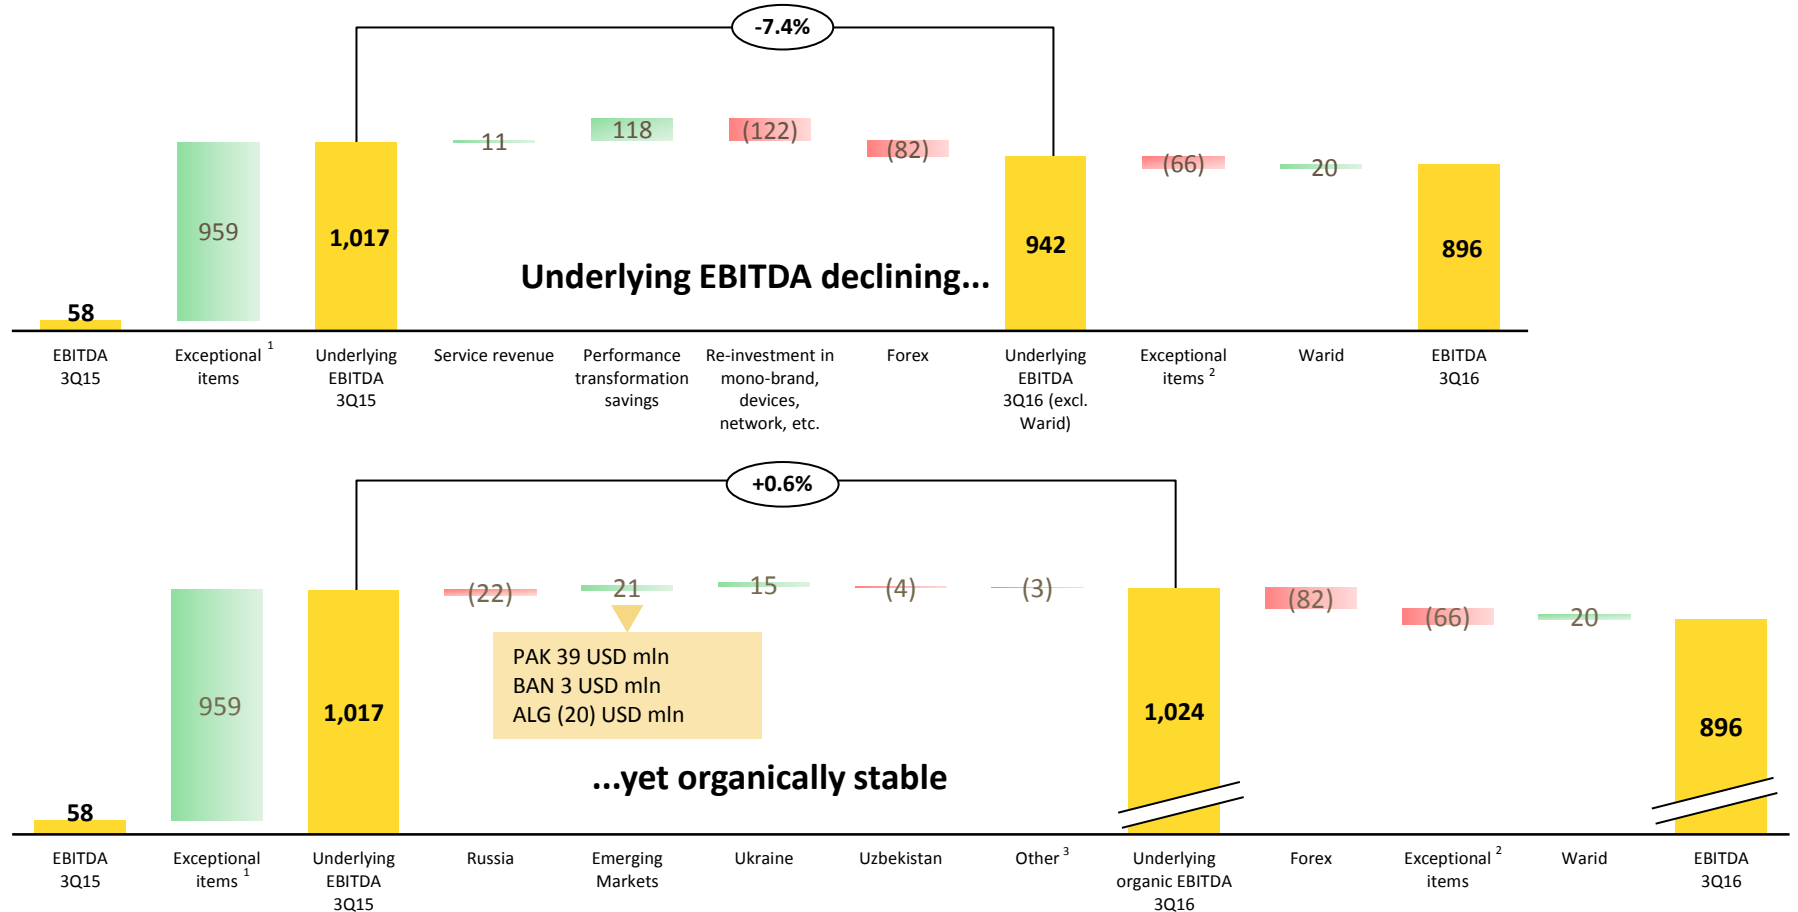 -7.4%
11
118
(122)
(82)
(66)
20
959
1,017
942
896
Underlying EBITDA declining...
58
EBITDA
3Q15
Exceptional 1
items
Underlying
EBITDA
3Q15
Service revenue
Performance
transformation
savings
Re-investment in
mono-brand,
devices,
network, etc.
Forex
Underlying
EBITDA
3Q16 (excl.
Warid)
Exceptional
items 2
Warid
EBITDA
3Q16
+0.6%
(22)
21
15
(4)
(3)
(82)
(66)
20
PAK 39 USD mln
BAN 3 USD mln
ALG (20) USD mln
959
1,017
1,024
896
...yet organically stable
58
EBITDA
3Q15
Exceptional
items 1
Underlying
EBITDA
3Q15
Russia
Emerging
Markets
Ukraine
Uzbekistan
Other 3
Underlying
organic EBITDA
3Q16
Forex
Exceptional 2
items
Warid
EBITDA
3Q16